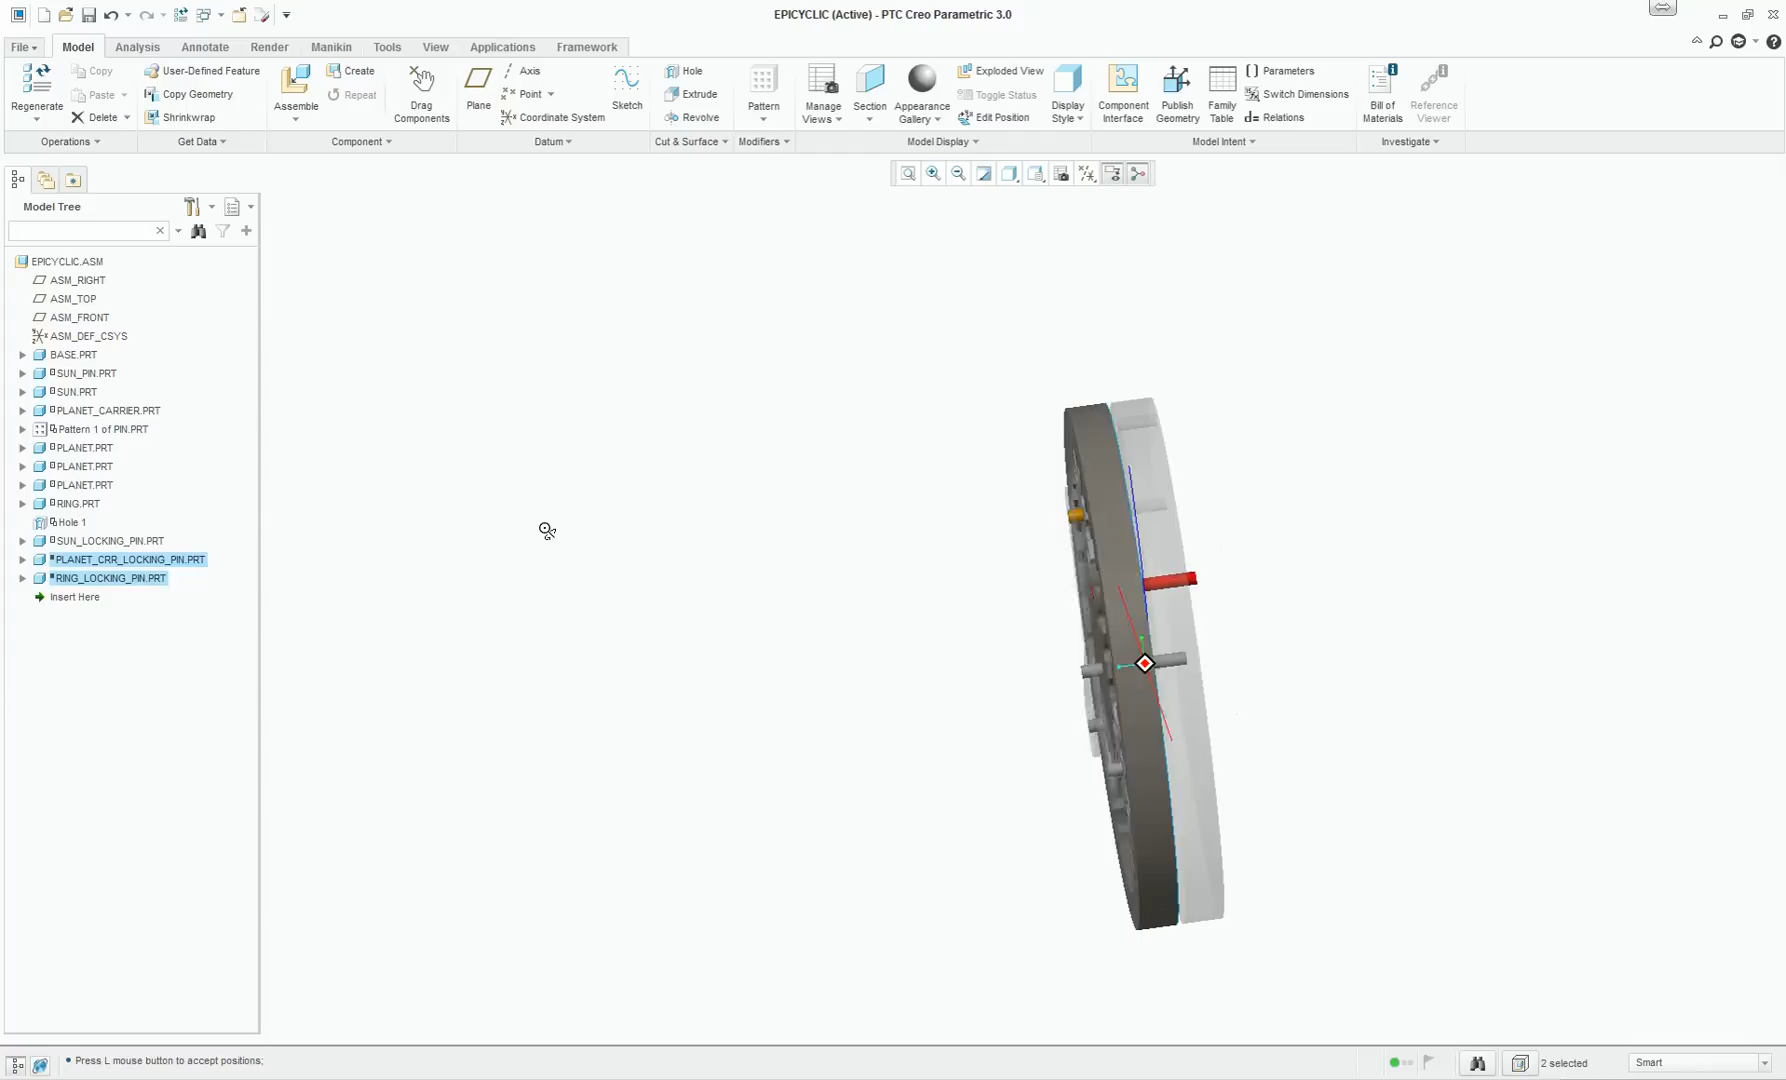 EPICYCLIC (Active) - PTC Creo Parametric 3.0
File Model Analysis Annotate Render Manikin Tools View Applications Framework
Regenerate
Copy
Paste
Delete
User-Defined Feature
Copy Geometry
Shrinkwrap
Assemble
Create
Repeat
Drag Components
Plane
Axis
Point
Coordinate System
Sketch
Hole
Extrude
Revolve
Pattern
Manage Views
Section
Appearance Gallery
Exploded View
Toggle Status
Edit Position
Display Style
Component Interface
Publish Geometry
Family Table
Parameters
Switch Dimensions
Relations
Bill of Materials
Reference Viewer
Operations Get Data Component Datum Cut & Surface Modifiers Model Display Model Intent Investigate
Model Tree
EPICYCLIC.ASM
ASM_RIGHT
ASM_TOP
ASM_FRONT
ASM_DEF_CSYS
BASE.PRT
SUN_PIN.PRT
SUN.PRT
PLANET_CARRIER.PRT
Pattern 1 of PIN.PRT
PLANET.PRT
PLANET.PRT
PLANET.PRT
RING.PRT
Hole 1
SUN_LOCKING_PIN.PRT
PLANET_CRR_LOCKING_PIN.PRT
RING_LOCKING_PIN.PRT
Insert Here
Press L mouse button to accept positions;
2 selected
Smart